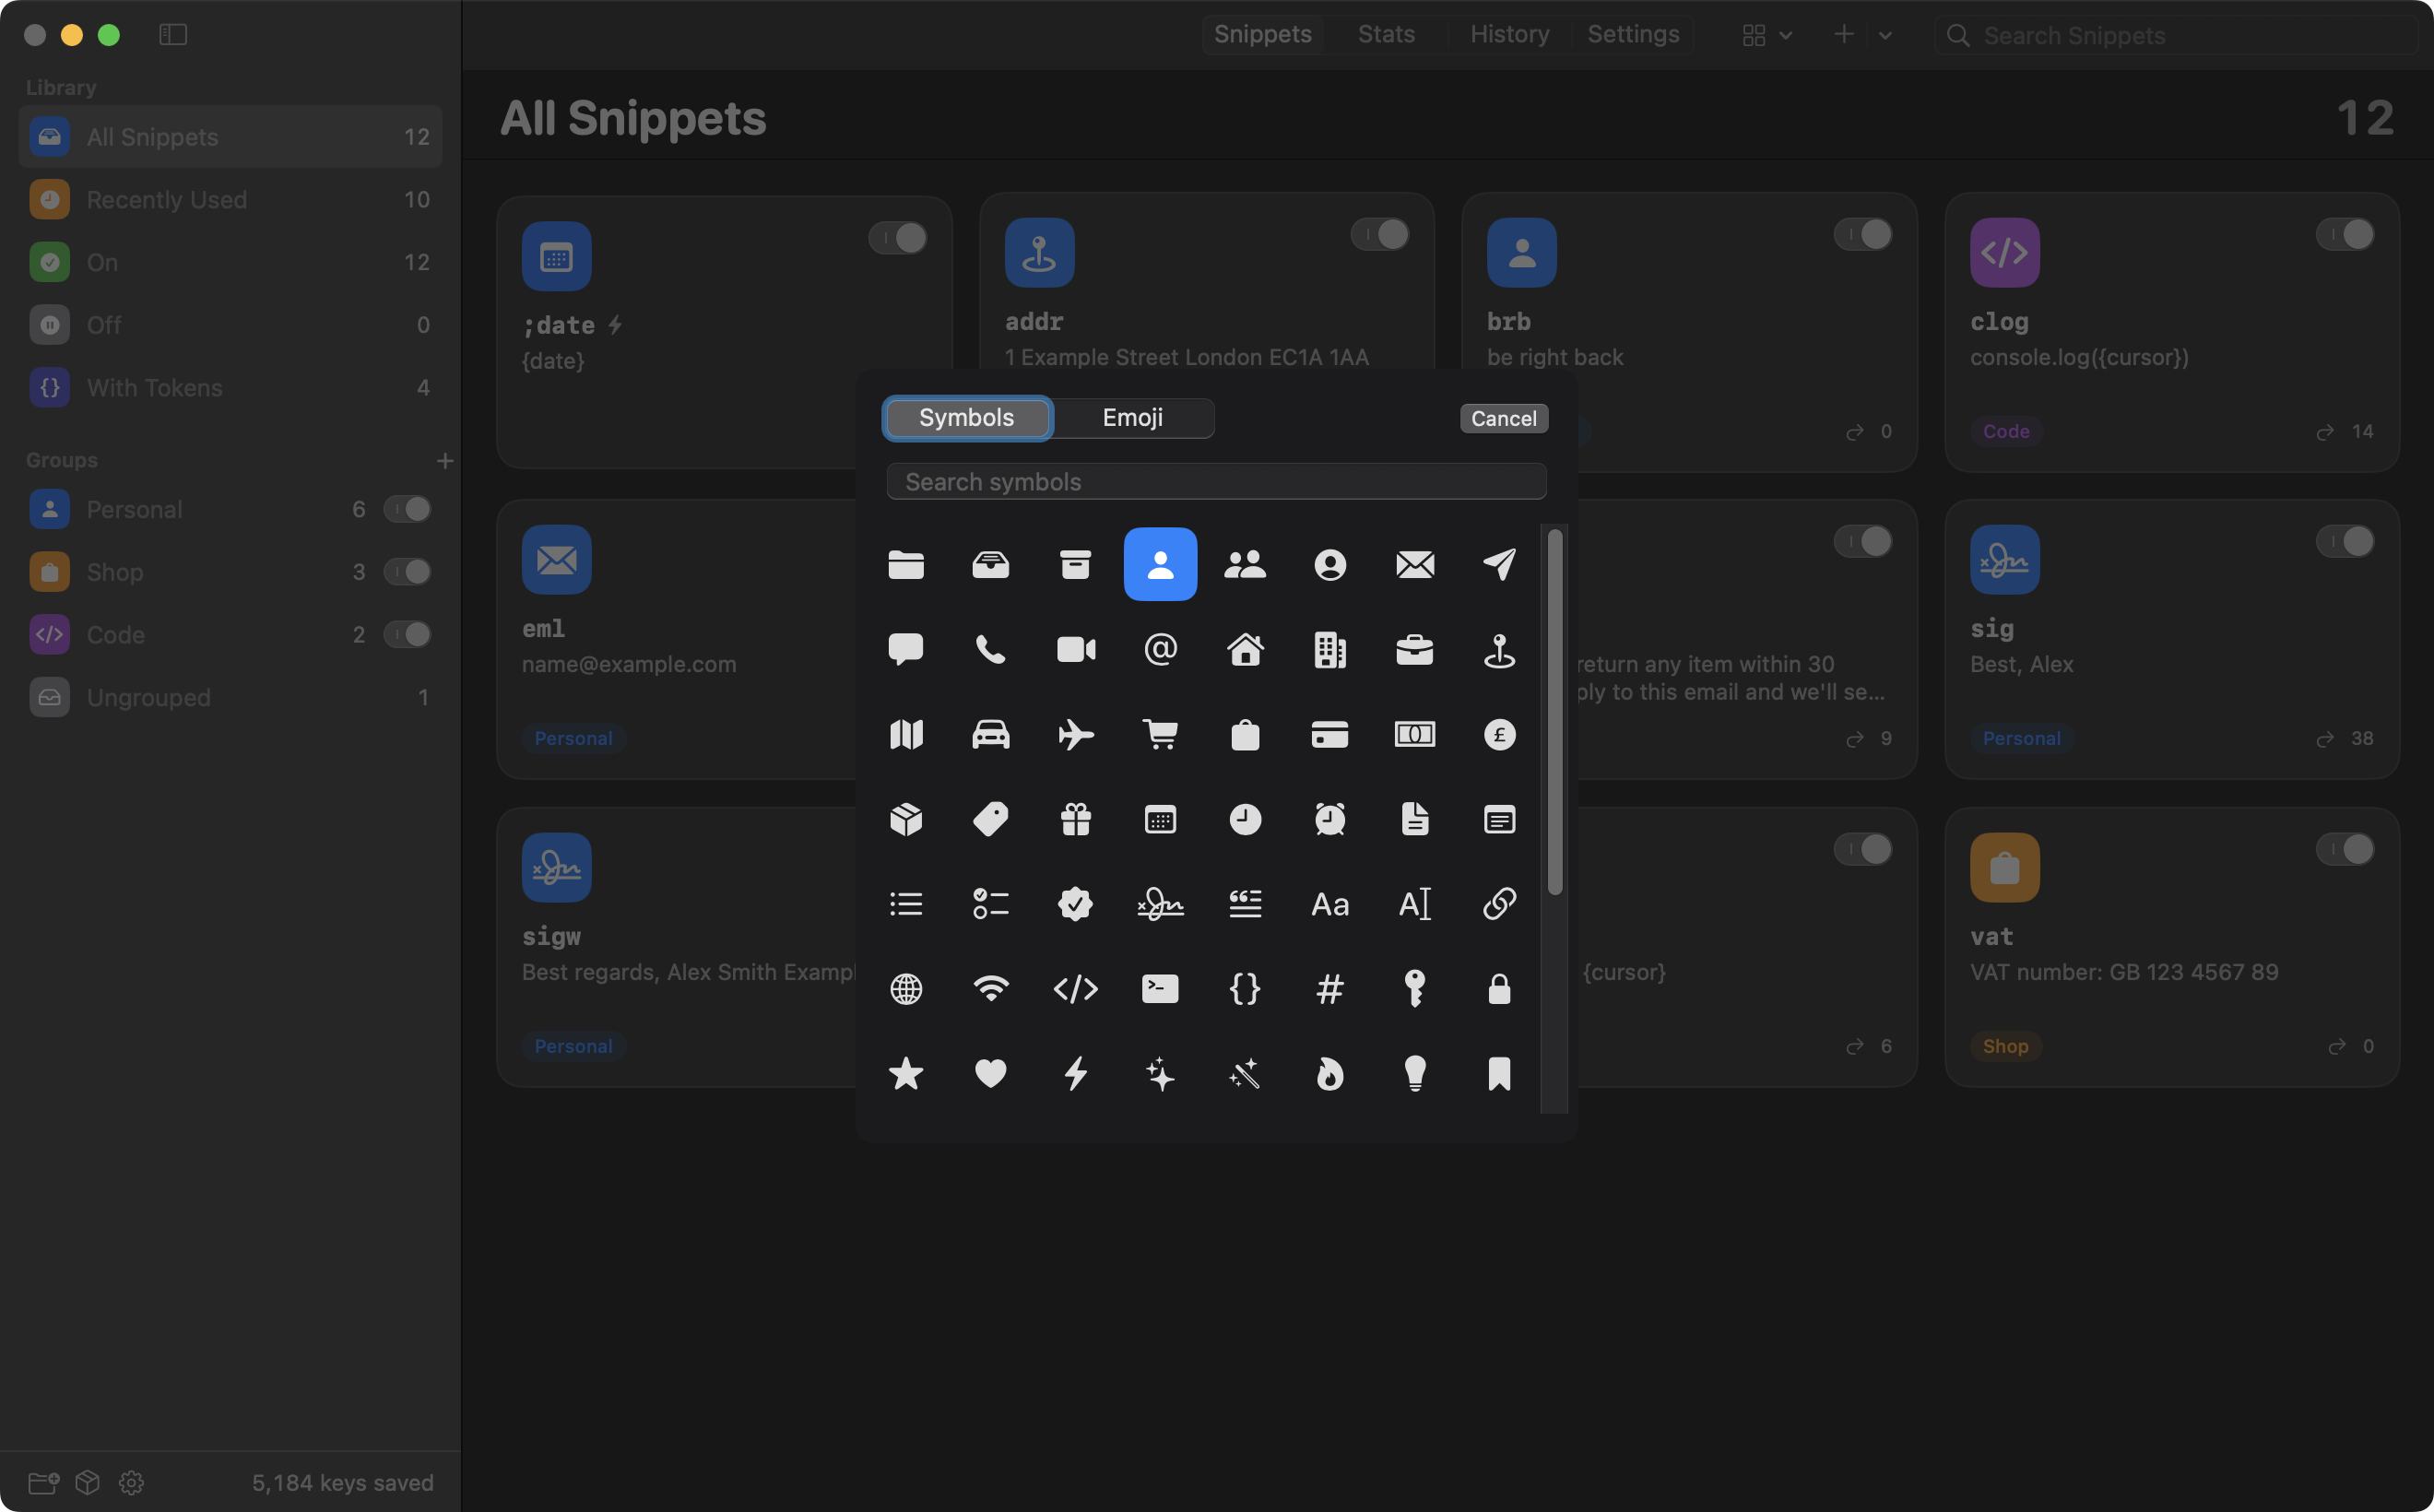 Snippets
Stats
History
Settings
Search Snippets
Library
All Snippets 12
Recently Used 10
On 12
Off 0
With Tokens 4
Groups
Personal 6
Shop 3
Code 2
Ungrouped 1
5,184 keys saved
All Snippets
12
;date
{date}
addr
1 Example Street London EC1A 1AA
brb
be right back
0
clog
console.log({cursor})
Code
14
Symbols
Emoji
Cancel
Search symbols
eml
name@example.com
Personal
return any item within 30
to this email and we'll se...
9
sig
Best, Alex
Personal
38
sigw
Best regards, Alex Smith
Personal
{cursor}
6
vat
VAT number: GB 123 4567 89
Shop
0
@
£
Aa
A
</>
>-
{}
#